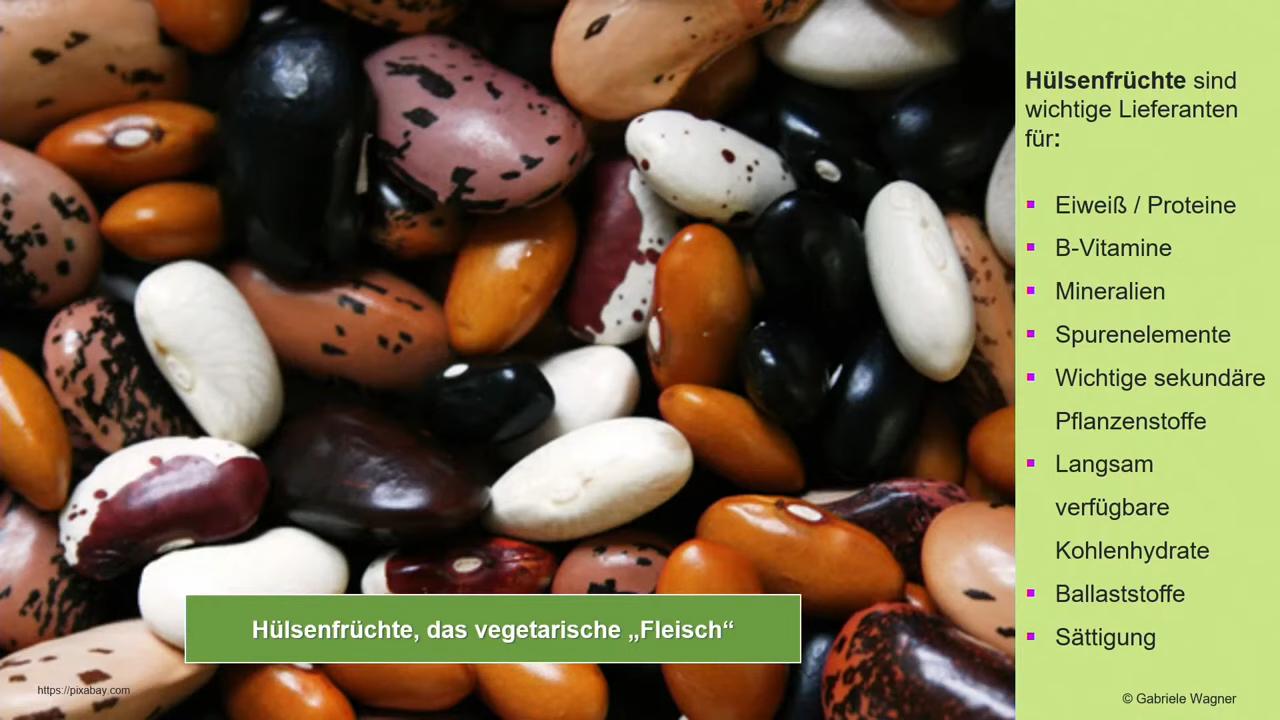 Hülsenfrüchte sind
wichtige Lieferanten
für:
▪ Eiweiß / Proteine
▪ B-Vitamine
▪ Mineralien
▪ Spurenelemente
▪ Wichtige sekundäre
Pflanzenstoffe
▪ Langsam
verfügbare
Kohlenhydrate
▪ Ballaststoffe
▪ Sättigung
Hülsenfrüchte, das vegetarische „Fleisch“
https://pixabay.com
© Gabriele Wagner